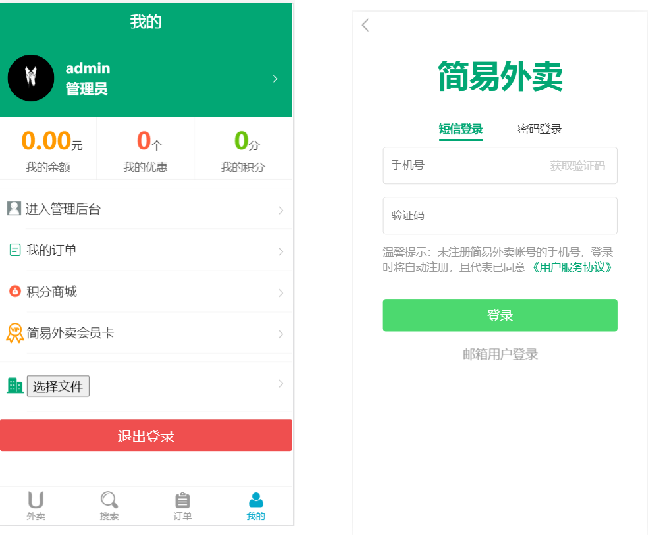 我的
admin
管理员
0.00元
0个
0分
我的余额
我的优惠
我的积分
进入管理后台
我的订单
积分商城
VIP
简易外卖会员卡
选择文件
退出登录
外卖
搜索
订单
我的
简易外卖
短信登录
密码登录
手机号
获取验证码
验证码
温馨提示：未注册简易外卖帐号的手机号，登录
时将自动注册，且代表已同意《用户服务协议》
登录
邮箱用户登录